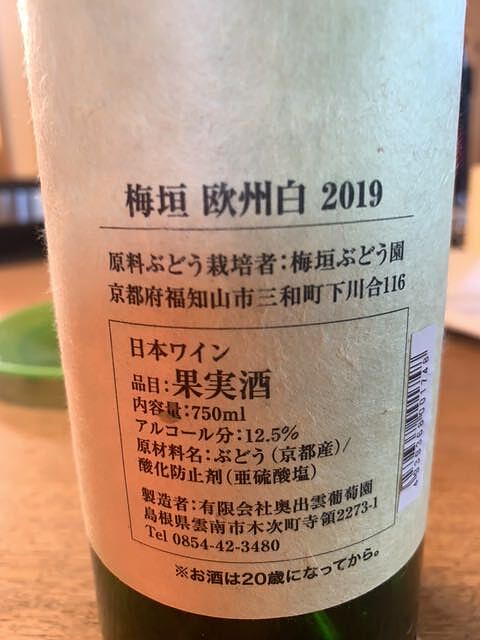 梅垣 欧州白 2019
原料ぶどう栽培者:梅垣ぶどう園
京都府福知山市三和町下川合116
日本ワイン
品目:果実酒
内容量:750ml
アルコール分:12.5%
原材料名:ぶどう(京都産)/
酸化防止剤(亜硫酸塩)
製造者:有限会社奥出雲葡萄園
島根県雲南市木次町寺領2273-1
Tel 0854-42-3480
※お酒は20歳になってから。